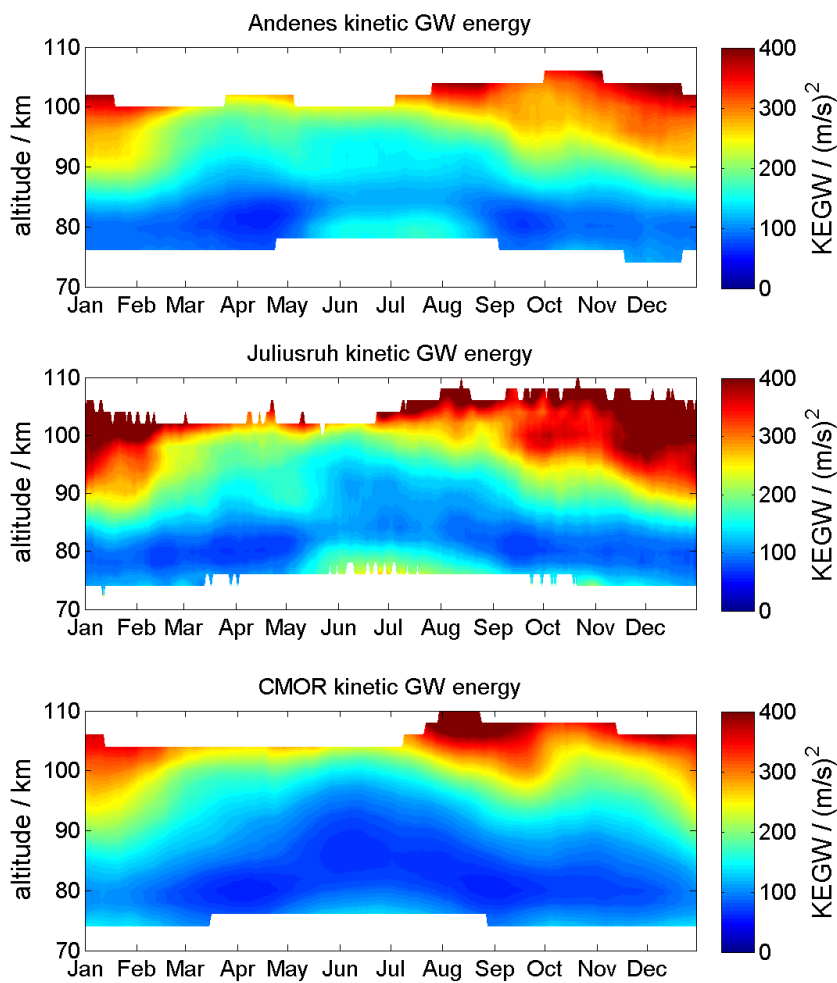 Andenes kinetic GW energy
110
100
90
80
70
altitude / km
Jan Feb Mar Apr May Jun Jul Aug Sep Oct Nov Dec
400
300
200
100
0
KEGW / (m/s)²
Juliusruh kinetic GW energy
110
100
90
80
70
altitude / km
Jan Feb Mar Apr May Jun Jul Aug Sep Oct Nov Dec
400
300
200
100
0
KEGW / (m/s)²
CMOR kinetic GW energy
110
100
90
80
70
altitude / km
Jan Feb Mar Apr May Jun Jul Aug Sep Oct Nov Dec
400
300
200
100
0
KEGW / (m/s)²